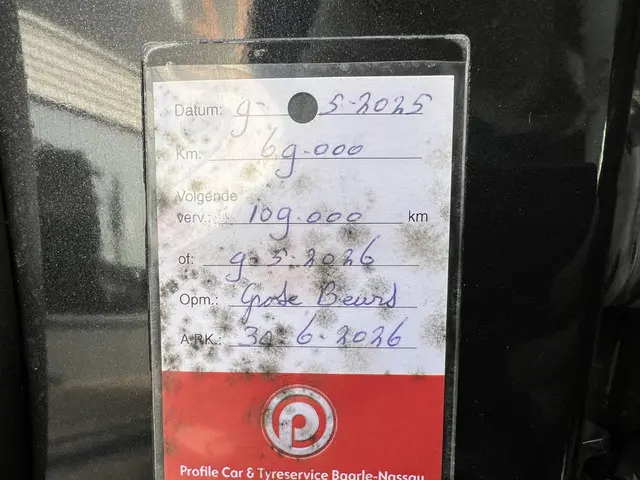 Datum: 9- 5-2025
Km: 69.000
Volgende
verv.: 109.000 km
of: 9-5-2026
Opm.: Grote Beurt
A.P.K.: 30-6-2026
Profile Car & Tyreservice Baarle-Nassau